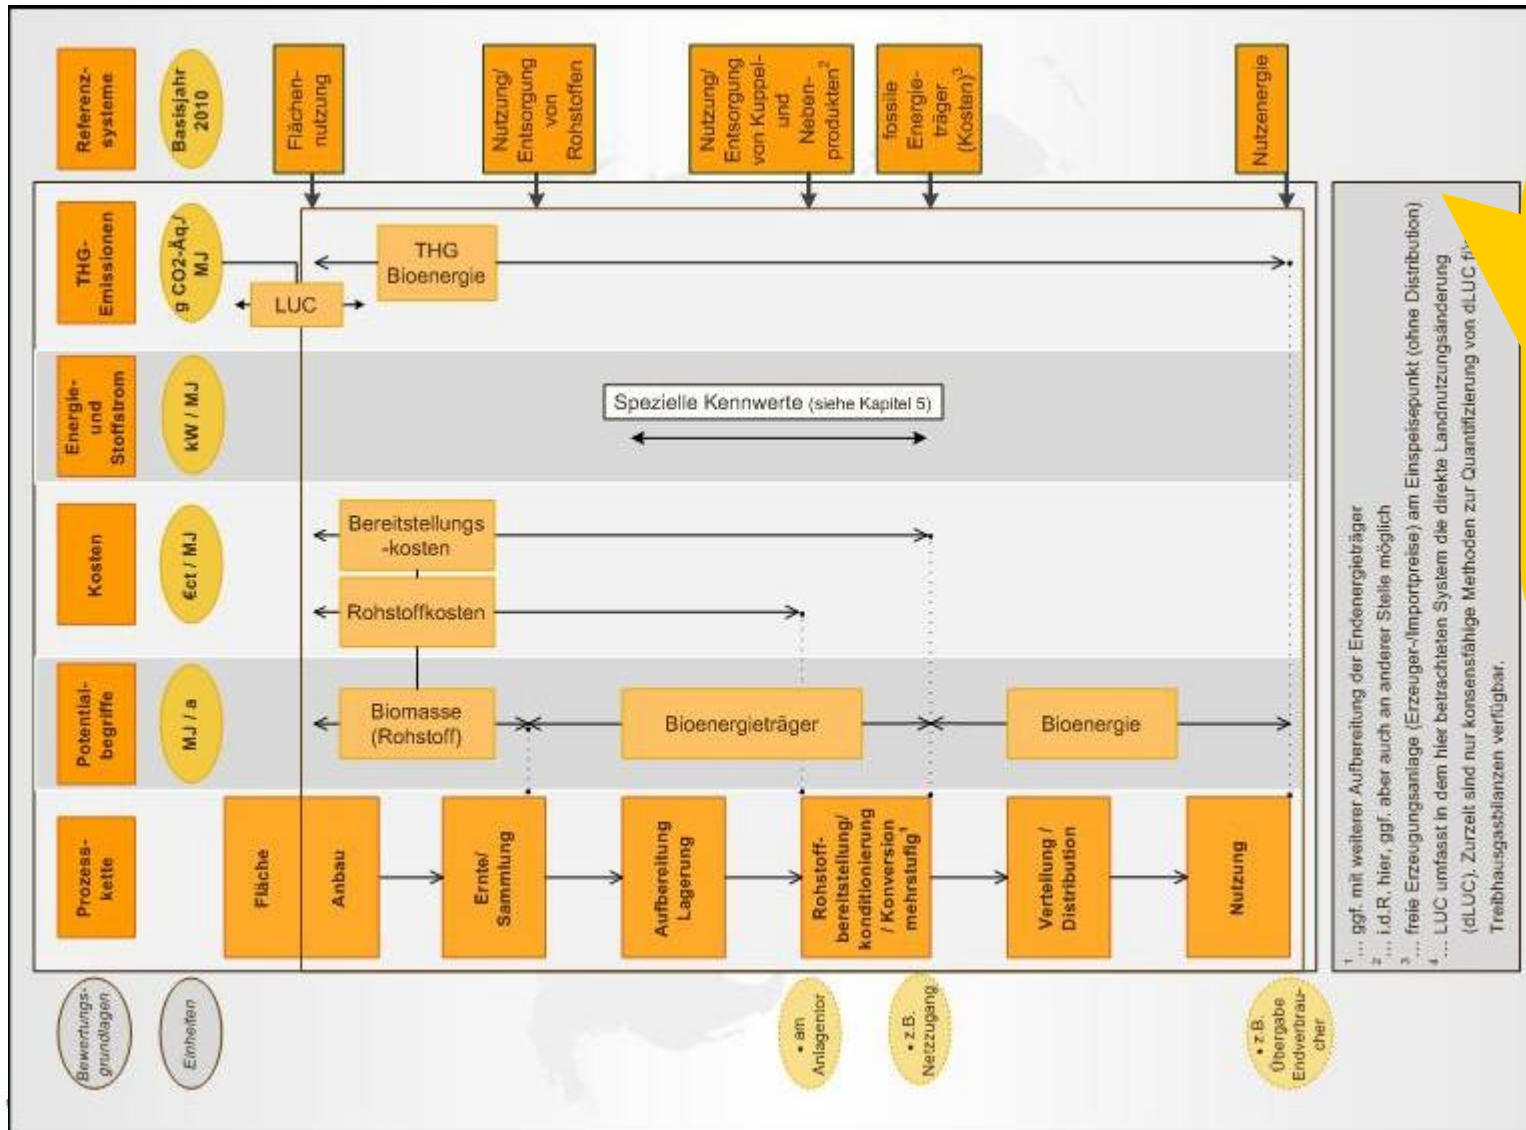 Bewertungs-
grundlagen
Einheiten
Prozess-
kette
Fläche
Anbau
Ernte/
Sammlung
Aufbereitung
Lagerung
Rohstoff-
bereitstellung/
konditionierung
/ Konversion
mehrstufig¹
Verteilung /
Distribution
Nutzung
• am
Anlagentor
• z.B.
Netzzugang
• z.B.
Übergabe
Endverbrau-
cher
Potential-
begriffe
MJ / a
Biomasse
(Rohstoff)
Bioenergieträger
Bioenergie
Kosten
€ct / MJ
Rohstoffkosten
Bereitstellungs
-kosten
Energie-
und
Stoffstrom
kW / MJ
Spezielle Kennwerte (siehe Kapitel 5)
THG-
Emissionen
g CO2-Äq./
MJ
LUC
THG
Bioenergie
Referenz-
systeme
Basisjahr
2010
Flächen-
nutzung
Nutzung/
Entsorgung
von
Rohstoffen
Nutzung/
Entsorgung
von Kuppel-
und
Neben-
produkten²
fossile
Energie-
träger
(Kosten)³
Nutzenergie
¹ … ggf. mit weiterer Aufbereitung der Endenergieträger
² … i.d.R. hier, ggf. aber auch an anderer Stelle möglich
³ … freie Erzeugungsanlage (Erzeuger-/Importpreise) am Einspeisepunkt (ohne Distribution)
⁴ … LUC umfasst in dem hier betrachteten System die direkte Landnutzungsänderung
(dLUC). Zurzeit sind nur konsensfähige Methoden zur Quantifizierung von dLUC
Treibhausgasbilanzen verfügbar.